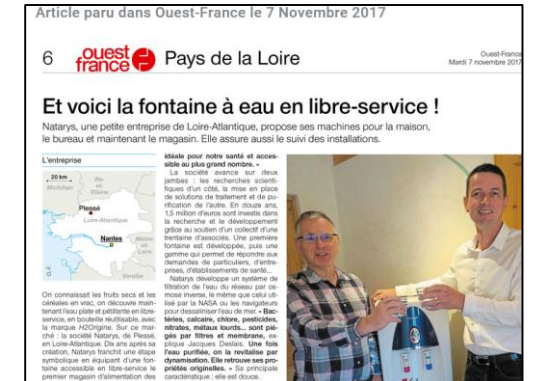 Article paru dans Ouest-France le 7 Novembre 2017
6
ouest
france
Pays de la Loire
Ouest-France
Mardi 7 novembre 2017
Et voici la fontaine à eau en libre-service !
Natarys, une petite entreprise de Loire-Atlantique, propose ses machines pour la maison,
le bureau et maintenant le magasin. Elle assure aussi le suivi des installations.
L'entreprise
20 km
Morbihan
Ille-
et-
Vilaine
Plessé
Loire-Atlantique
Nantes
Maine-
et-
Loire
Vendée
On connaissait les fruits secs et les
céréales en vrac, on découvre main-
tenant l'eau plate et pétillante en libre-
service, en bouteille réutilisable, avec
la marque H2Origine. Sur ce mar-
ché : la société Natarys, de Plessé,
en Loire-Atlantique. Dix ans après sa
création, Natarys franchit une étape
symbolique en équipant d'une fon-
taine accessible en libre-service le
premier magasin d'alimentation des
idéale pour notre santé et acces-
sible au plus grand nombre. »
La société avance sur deux
jambes : les recherches scienti-
fiques d'un côté, la mise en place
de solutions de traitement et de pu-
rification de l'autre. En douze ans,
1,5 million d'euros sont investis dans
la recherche et le développement
grâce au soutien d'un collectif d'une
trentaine d'associés. Une première
fontaine est développée, puis une
gamme qui permet de répondre aux
demandes de particuliers, d'entre-
prises, d'établissements de santé...
Natarys développe un système de
filtration de l'eau du réseau par os-
mose inverse, le même que celui uti-
lisé par la NASA ou les navigateurs
pour dessaliniser l'eau de mer. « Bac-
téries, calcaire, chlore, pesticides,
nitrates, métaux lourds... sont pié-
gés par filtres et membrane, ex-
plique Jacques Deslais. Une fois
l'eau purifiée, on la revitalise par
dynamisation. Elle retrouve ses pro-
priétés originelles. » Sa principale
caractéristique : elle est douce.